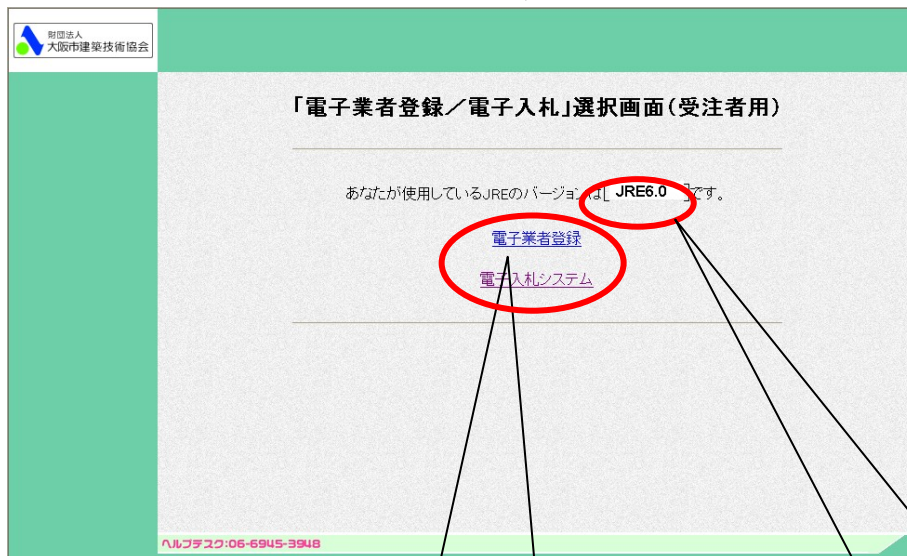 財団法人
大阪市建築技術協会
「電子業者登録／電子入札」選択画面(受注者用)
あなたが使用しているJREのバージョンは[ JRE6.0 ]です。
電子業者登録
電子入札システム
ヘルプデスク:06-6945-3948